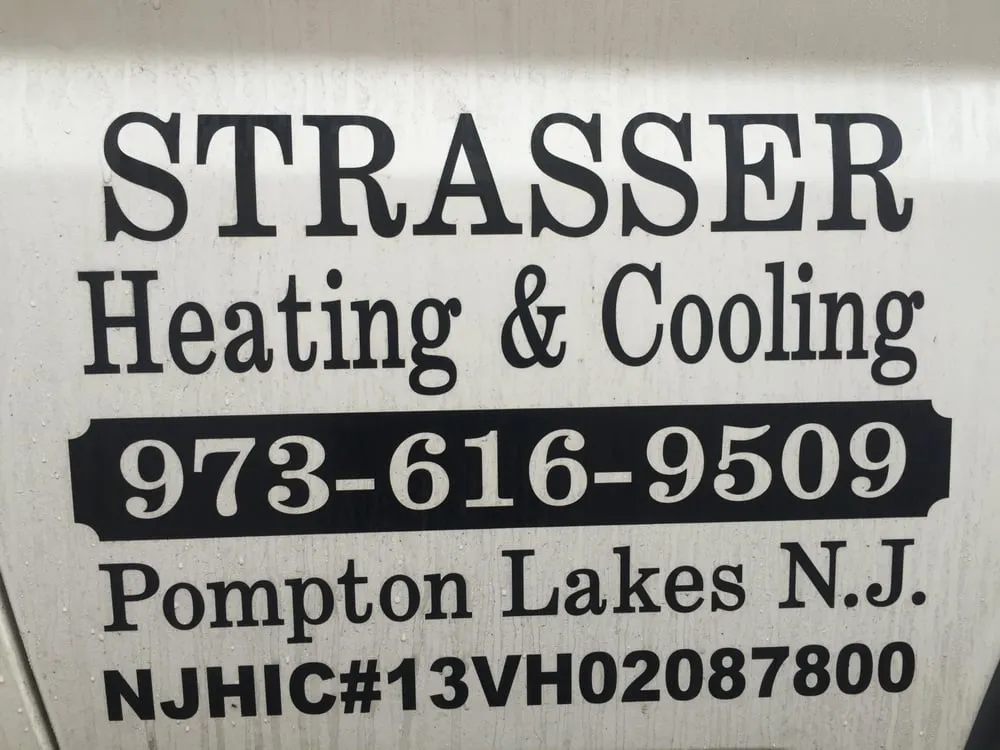 STRASSER
Heating & Cooling
973-616-9509
Pompton Lakes N.J.
NJHIC#13VH02087800